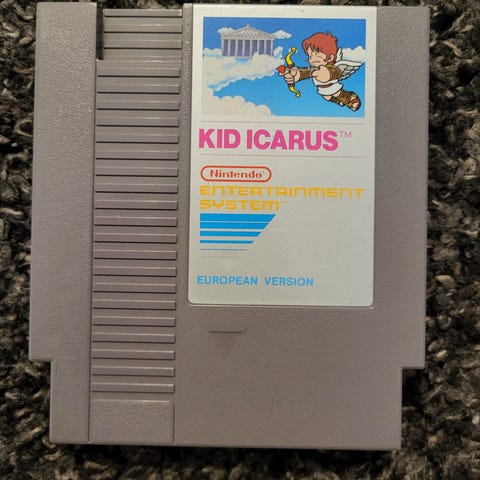 KID ICARUS™
Nintendo®
ENTERTAINMENT
SYSTEM™
EUROPEAN VERSION